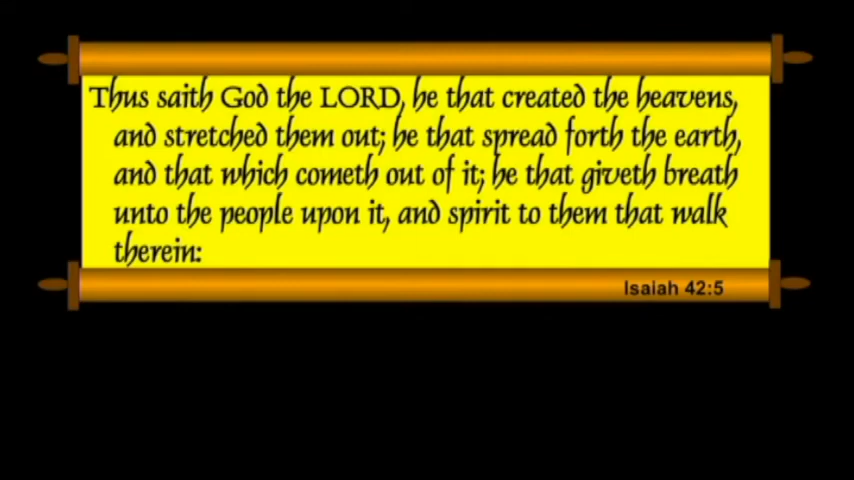 Thus saith God the LORD, he that created the heavens,
and stretched them out; he that spread forth the earth,
and that which cometh out of it; he that giveth breath
unto the people upon it, and spirit to them that walk
therein:
Isaiah 42:5